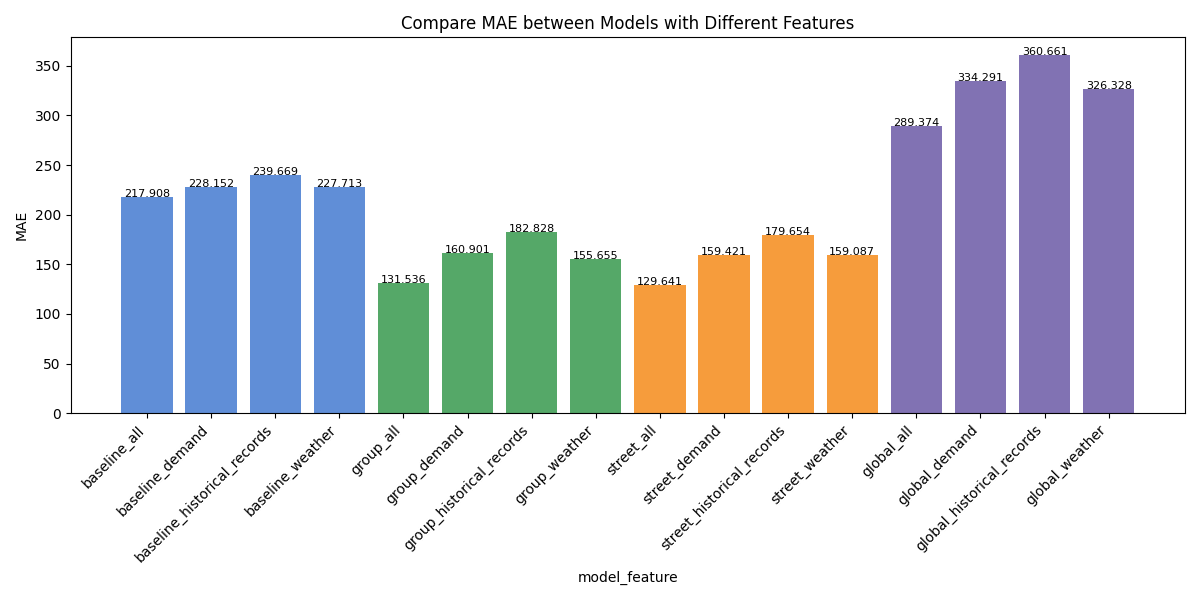 Compare MAE between Models with Different Features
MAE
350
300
250
200
150
100
50
0
217.908
228.152
239.669
227.713
131.536
160.901
182.828
155.655
129.641
159.421
179.654
159.087
289.374
334.291
360.661
326.328
baseline_all
baseline_demand
baseline_historical_records
baseline_weather
group_all
group_demand
group_historical_records
group_weather
street_all
street_demand
street_historical_records
street_weather
global_all
global_demand
global_historical_records
global_weather
model_feature